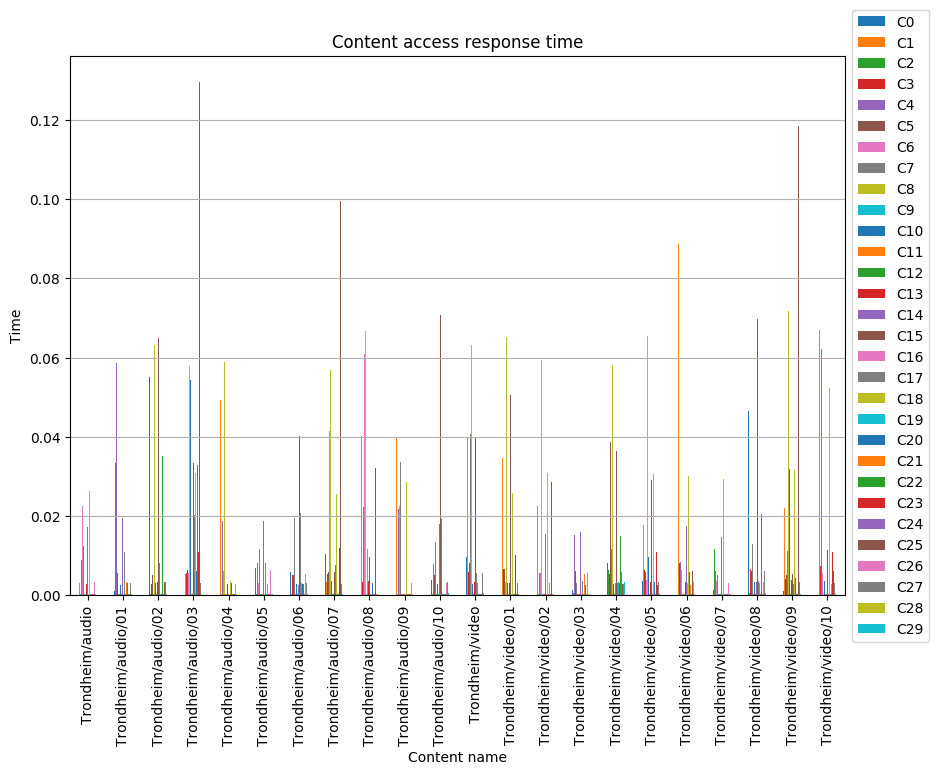 Content access response time
Time
0.12
0.10
0.08
0.06
0.04
0.02
0.00
Trondheim/audio
Trondheim/audio/01
Trondheim/audio/02
Trondheim/audio/03
Trondheim/audio/04
Trondheim/audio/05
Trondheim/audio/06
Trondheim/audio/07
Trondheim/audio/08
Trondheim/audio/09
Trondheim/audio/10
Trondheim/video
Trondheim/video/01
Trondheim/video/02
Trondheim/video/03
Trondheim/video/04
Trondheim/video/05
Trondheim/video/06
Trondheim/video/07
Trondheim/video/08
Trondheim/video/09
Trondheim/video/10
Content name
C0
C1
C2
C3
C4
C5
C6
C7
C8
C9
C10
C11
C12
C13
C14
C15
C16
C17
C18
C19
C20
C21
C22
C23
C24
C25
C26
C27
C28
C29